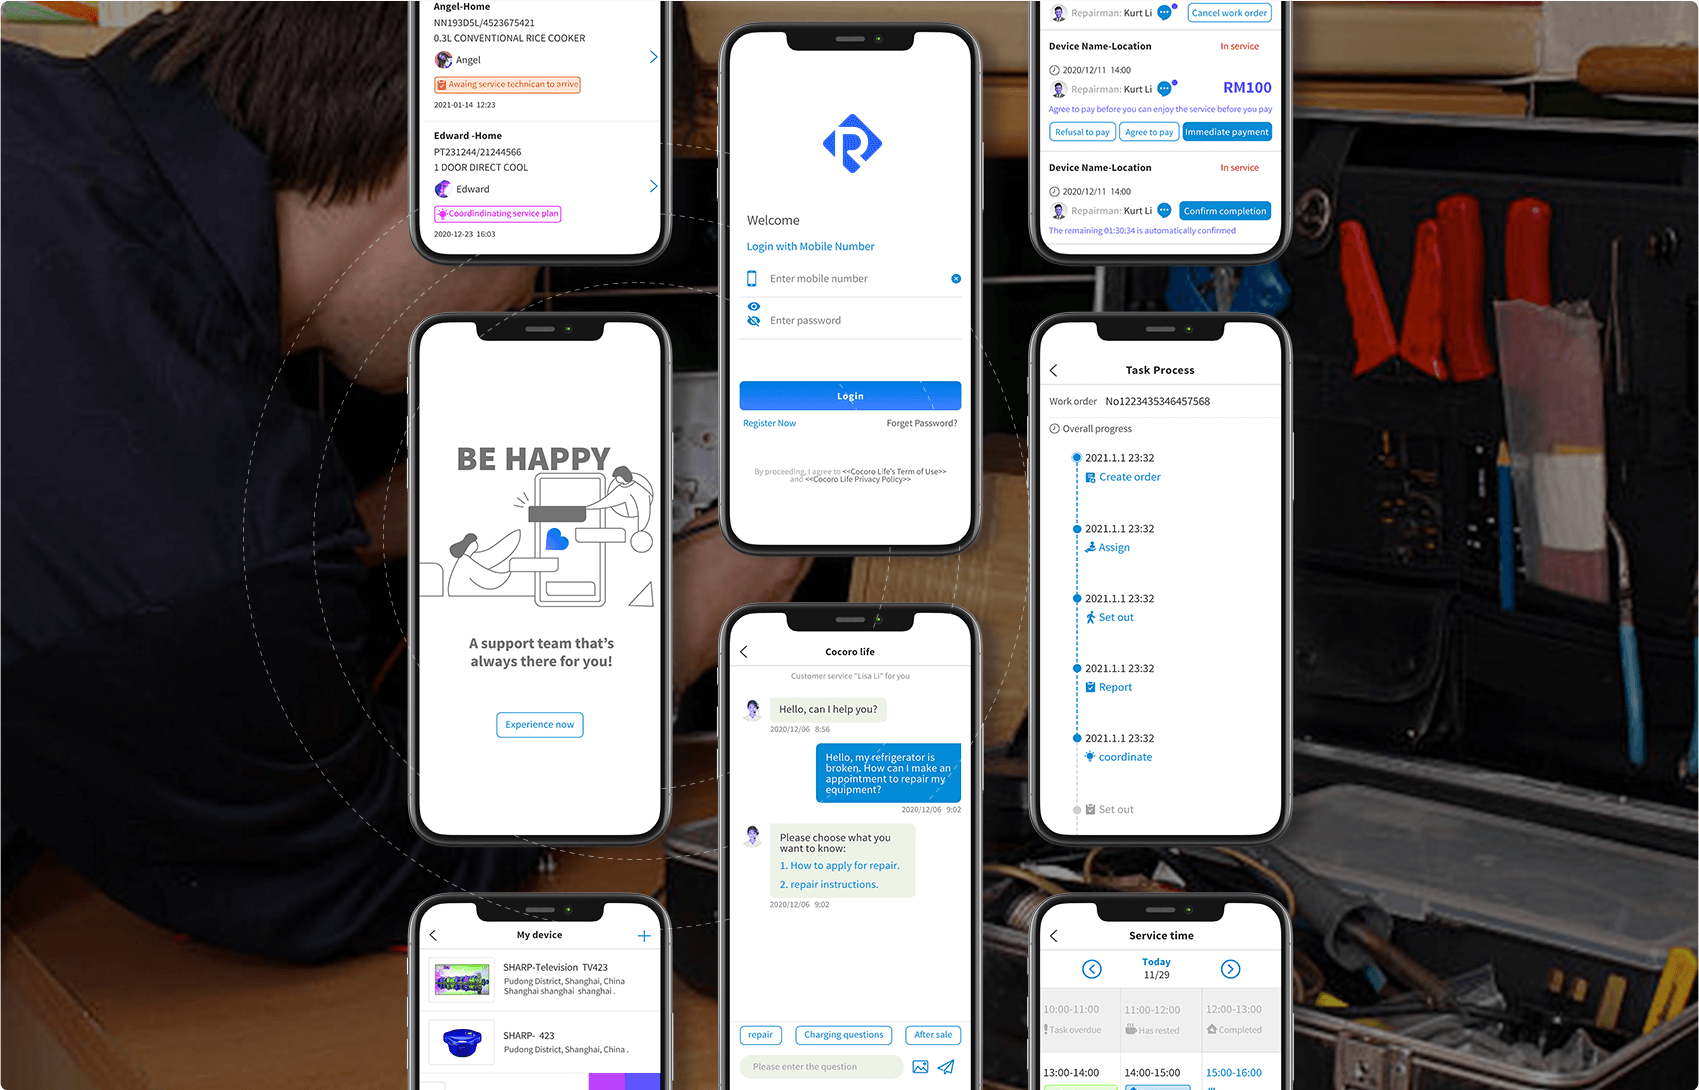 Angel-Home
NN193D5L/4523675421
0.3L CONVENTIONAL RICE COOKER
Angel
Awaing service technican to arrive
2021-01-14 12:23
Edward -Home
PT231244/21244566
1 DOOR DIRECT COOL
Edward
Coordindinating service plan
2020-12-23 16:03
BE HAPPY
A support team that's
always there for you!
Experience now
My device
SHARP-Television TV423
Pudong District, Shanghai, China
Shanghai shanghai shanghai .
SHARP- 423
Pudong District, Shanghai, China .
R
Welcome
Login with Mobile Number
Enter mobile number
Enter password
Login
Register Now
Forget Password?
By proceeding, I agree to <<Cocoro Life's Term of Use>>
and <<Cocoro Life Privacy Policy>>
Cocoro life
Customer service "Lisa Li" for you
Hello, can I help you?
2020/12/06 8:56
Hello, my refrigerator is
broken. How can I make an
appointment to repair my
equipment?
2020/12/06 9:02
Please choose what you
want to know:
1. How to apply for repair.
2. repair instructions.
2020/12/06 9:02
repair
Charging questions
After sale
Please enter the question
Repairman: Kurt Li
Cancel work order
Device Name-Location
In service
2020/12/11 14:00
Repairman: Kurt Li
RM100
Agree to pay before you can enjoy the service before you pay
Refusal to pay
Agree to pay
Immediate payment
Device Name-Location
In service
2020/12/11 14:00
Repairman: Kurt Li
Confirm completion
The remaining 01:30:34 is automatically confirmed
Task Process
Work order No1223435346457568
Overall progress
2021.1.1 23:32
Create order
2021.1.1 23:32
Assign
2021.1.1 23:32
Set out
2021.1.1 23:32
Report
2021.1.1 23:32
coordinate
Set out
Service time
Today
11/29
10:00-11:00
Task overdue
11:00-12:00
Has rested
12:00-13:00
Completed
13:00-14:00
14:00-15:00
15:00-16:00